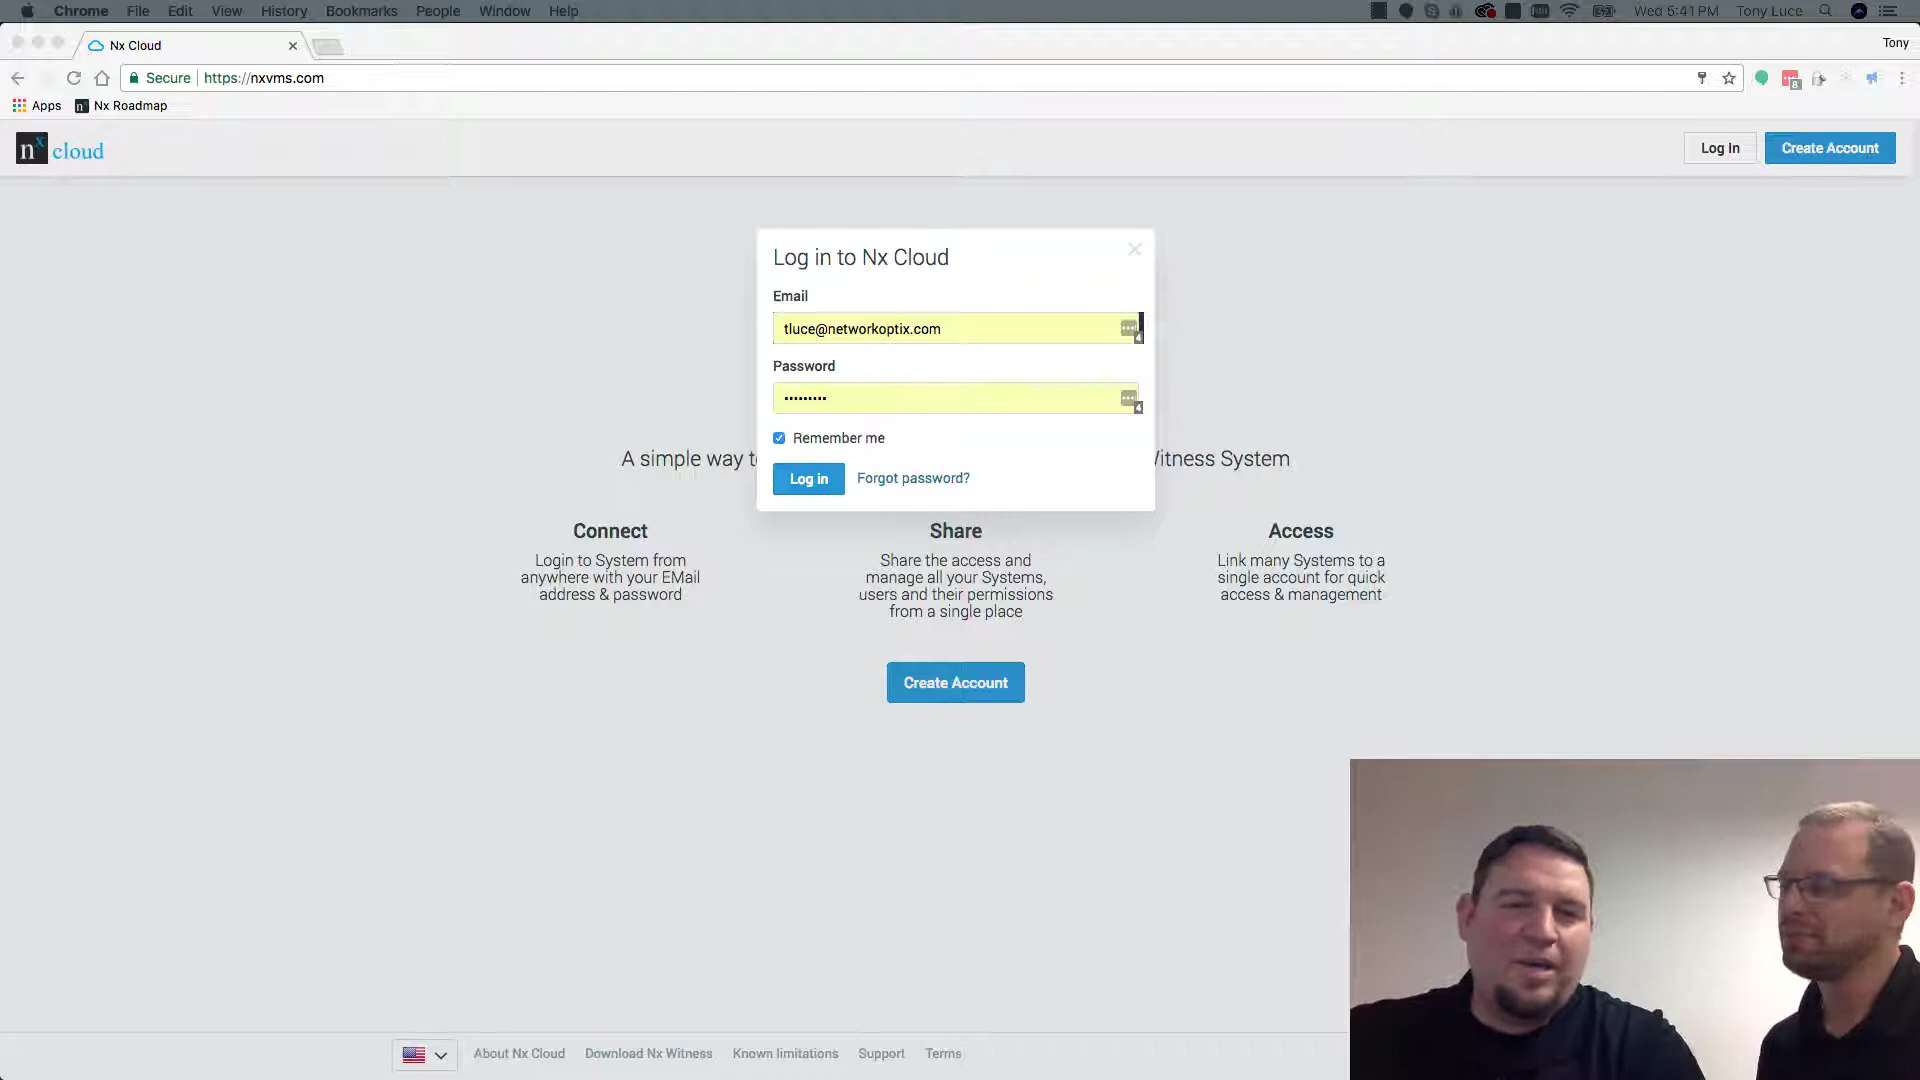 Chrome File Edit View History Bookmarks People Window Help Wed 5:41PM Tony Luce
Nx Cloud
Tony
Secure https://nxvms.com
8
Apps Nx Roadmap
nx cloud
Log In Create Account
Log in to Nx Cloud
Email
tluce@networkoptix.com
4
Password
•••••••••
4
Remember me
Log in Forgot password?
A simple way t Witness System
Connect
Login to System from
anywhere with your EMail
address & password
Share
Share the access and
manage all your Systems,
users and their permissions
from a single place
Access
Link many Systems to a
single account for quick
access & management
Create Account
About Nx Cloud Download Nx Witness Known limitations Support Terms